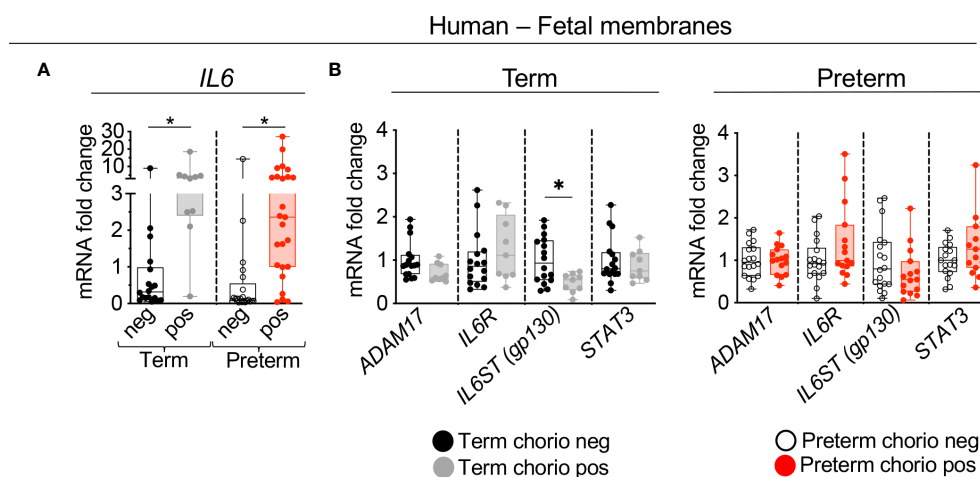 Human – Fetal membranes
A
IL6
B
Term
Preterm
mRNA fold change
30
20
10
3
2
1
0
*
*
neg
pos
neg
pos
Term
Preterm
mRNA fold change
4
3
2
1
0
*
ADAM17
IL6R
IL6ST (gp130)
STAT3
mRNA fold change
4
3
2
1
0
ADAM17
IL6R
IL6ST (gp130)
STAT3
Term chorio neg
Term chorio pos
Preterm chorio neg
Preterm chorio pos